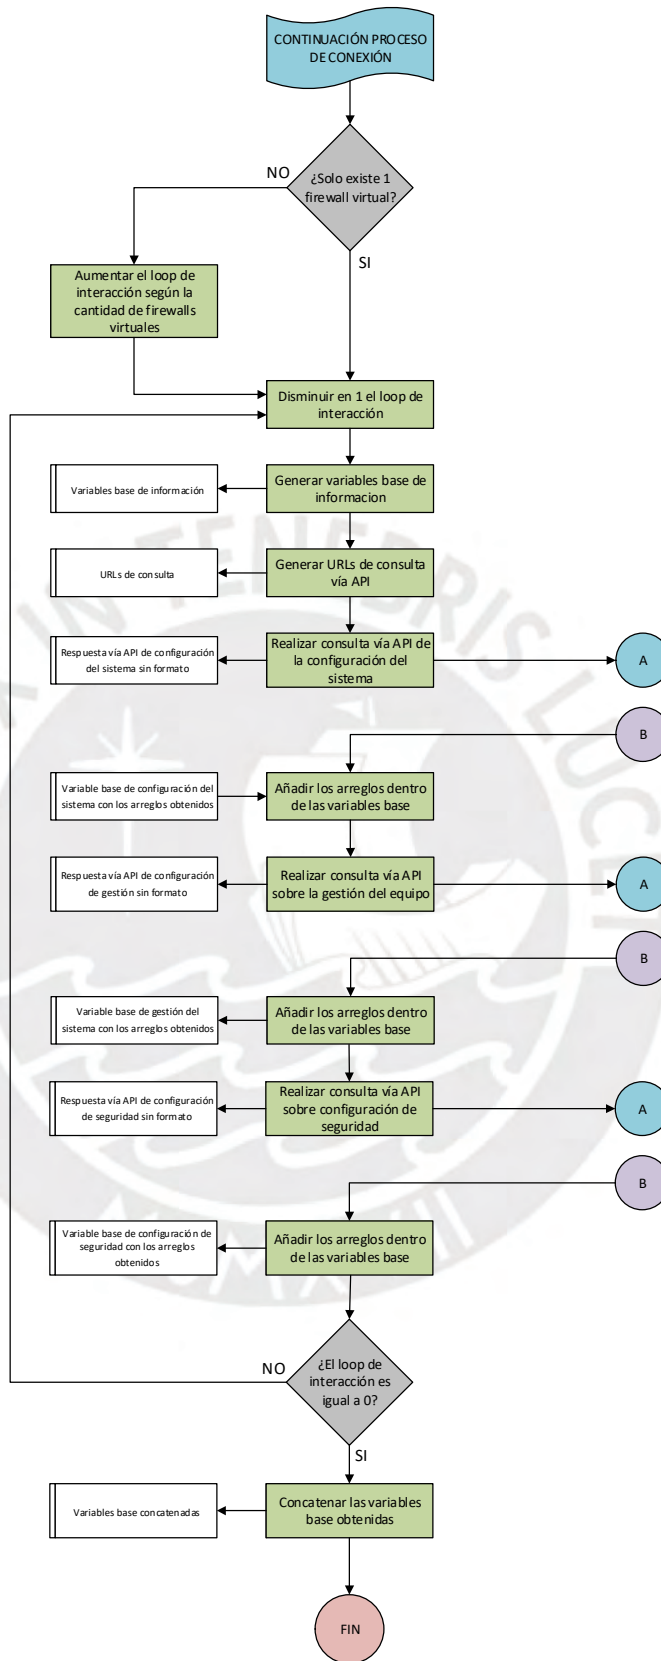 CONTINUACIÓN PROCESO
DE CONEXIÓN
¿Solo existe 1
firewall virtual?
NO
SI
Aumentar el loop de
interacción según la
cantidad de firewalls
virtuales
Disminuir en 1 el loop de
interacción
Variables base de información
Generar variables base de
informacion
URLs de consulta
Generar URLs de consulta
vía API
Respuesta vía API de configuración
del sistema sin formato
Realizar consulta vía API de
la configuración del
sistema
A
B
Variable base de configuración del
sistema con los arreglos obtenidos
Añadir los arreglos dentro
de las variables base
Respuesta vía API de configuración
de gestión sin formato
Realizar consulta vía API
sobre la gestión del equipo
A
B
Variable base de gestión del
sistema con los arreglos obtenidos
Añadir los arreglos dentro
de las variables base
Respuesta vía API de configuración
de seguridad sin formato
Realizar consulta vía API
sobre configuración de
seguridad
A
B
Variable base de configuración de
seguridad con los arreglos
obtenidos
Añadir los arreglos dentro
de las variables base
¿El loop de
interacción es
igual a 0?
NO
SI
Variables base concatenadas
Concatenar las variables
base obtenidas
FIN
IN TENEBRIS LUCET